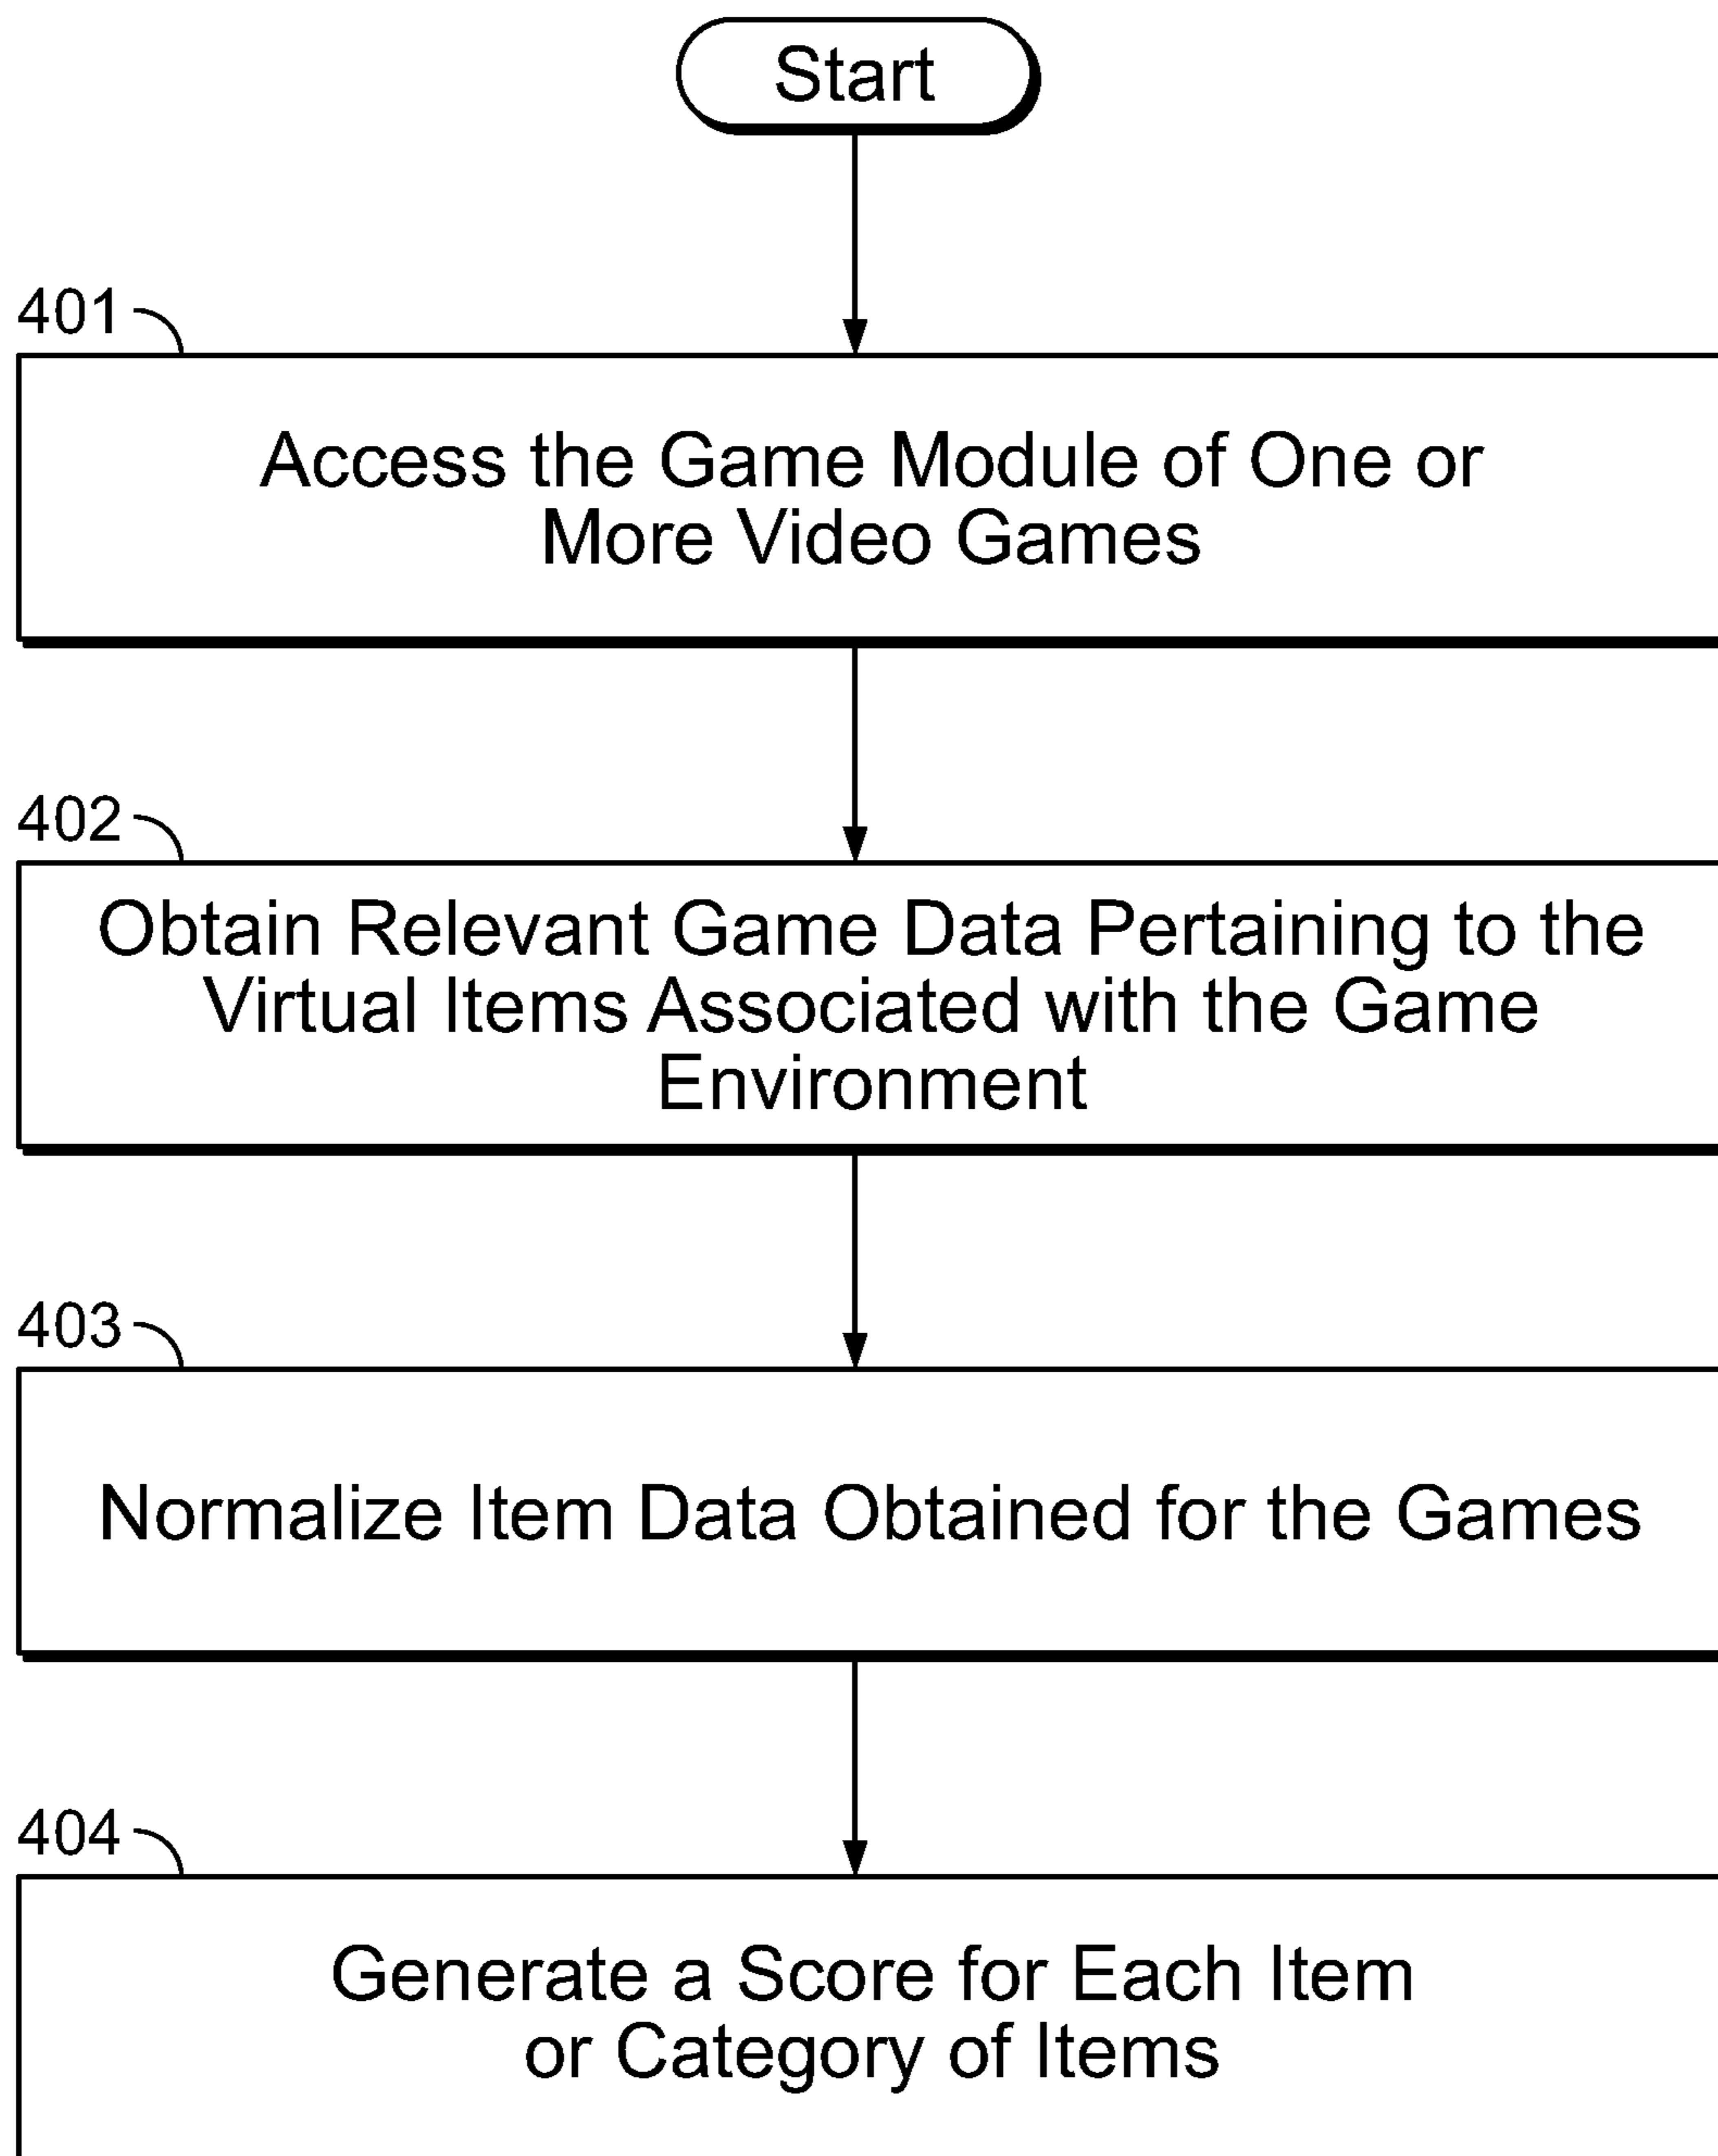 Start
401
Access the Game Module of One or
More Video Games
402
Obtain Relevant Game Data Pertaining to the
Virtual Items Associated with the Game
Environment
403
Normalize Item Data Obtained for the Games
404
Generate a Score for Each Item
or Category of Items